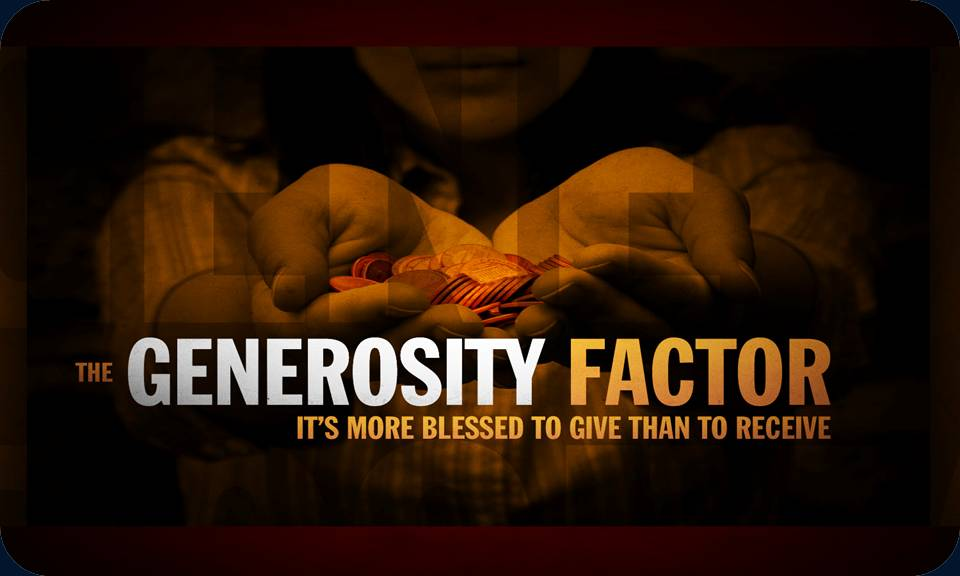 THE GENEROSITY FACTOR
IT'S MORE BLESSED TO GIVE THAN TO RECEIVE